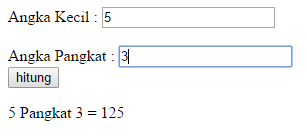 Angka Kecil : 5
Angka Pangkat : 3
hitung
5 Pangkat 3 = 125